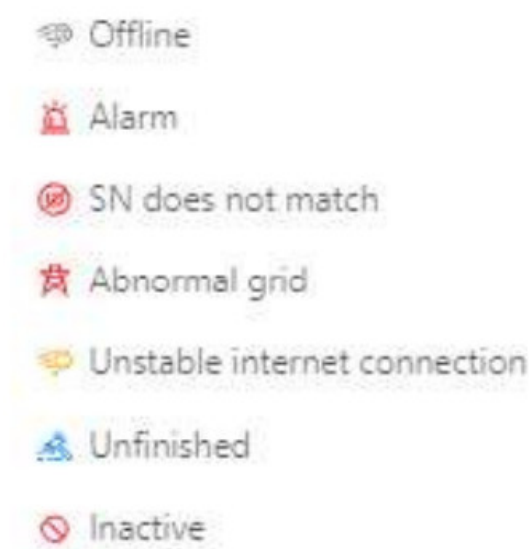 Offline
Alarm
SN does not match
Abnormal grid
Unstable internet connection
Unfinished
Inactive